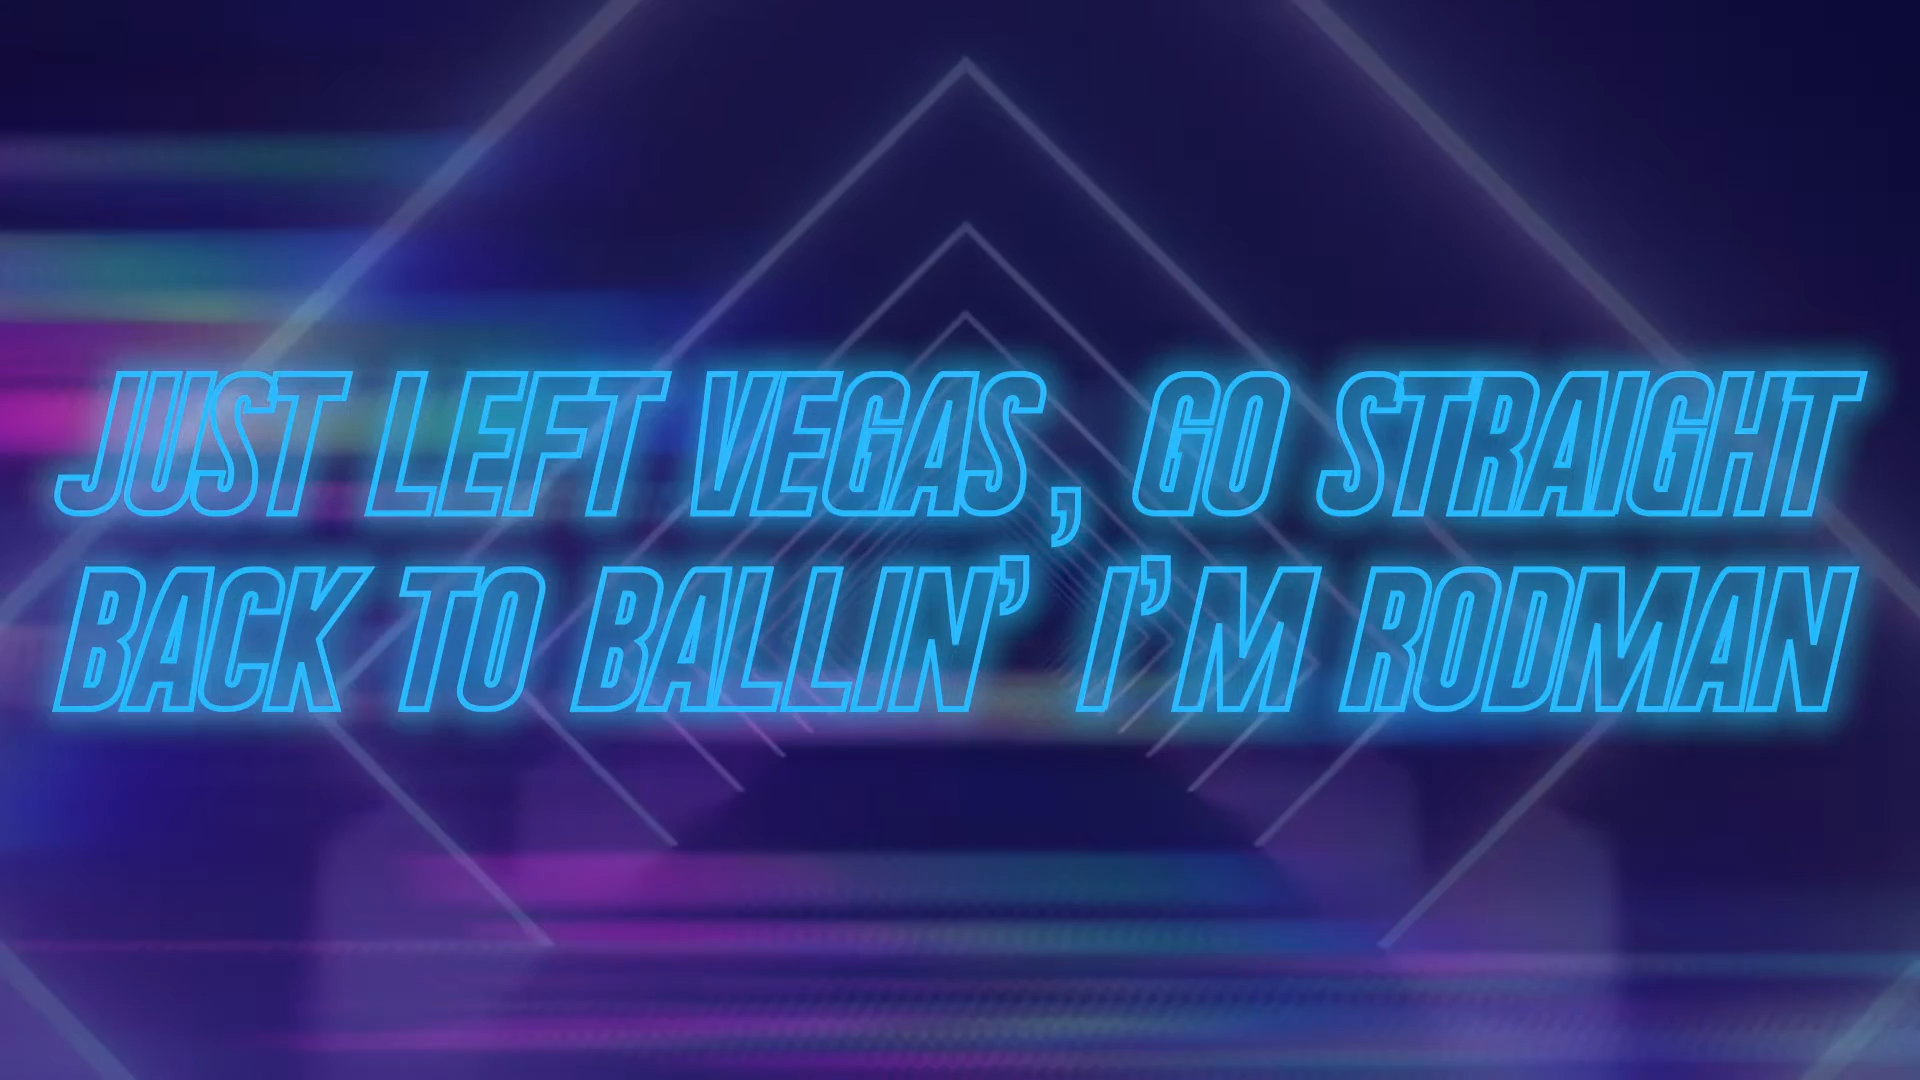 JUST LEFT VEGAS, GO STRAIGHT
BACK TO BALLIN’ I’M RODMAN